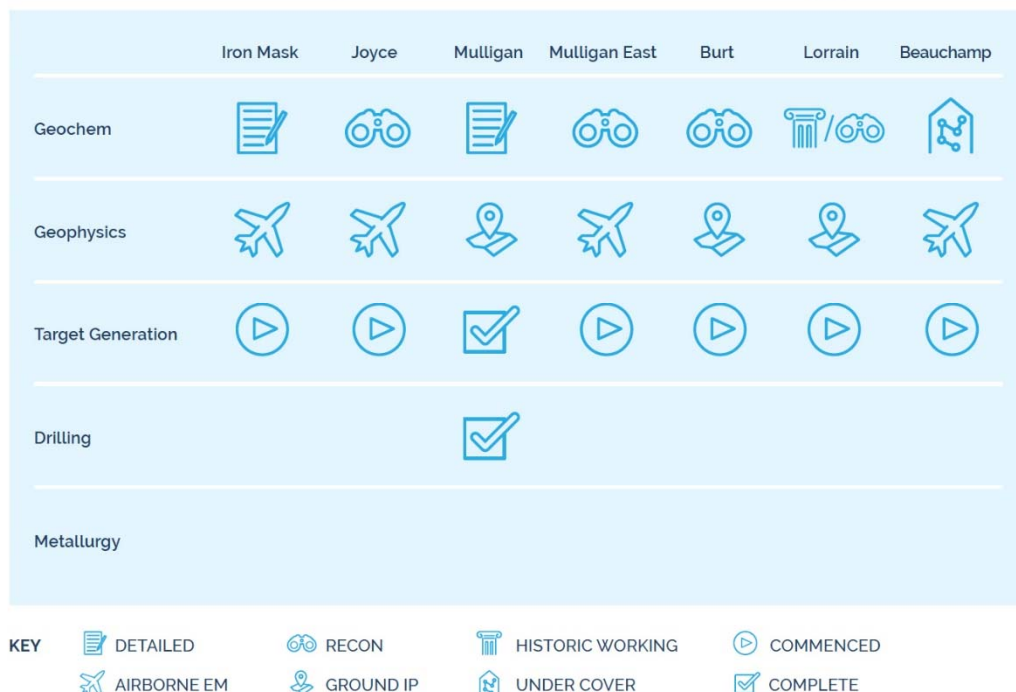 Iron Mask Joyce Mulligan Mulligan East Burt Lorrain Beauchamp
Geochem
/
Geophysics
Target Generation
Drilling
Metallurgy
KEY DETAILED RECON HISTORIC WORKING COMMENCED
AIRBORNE EM GROUND IP UNDER COVER COMPLETE